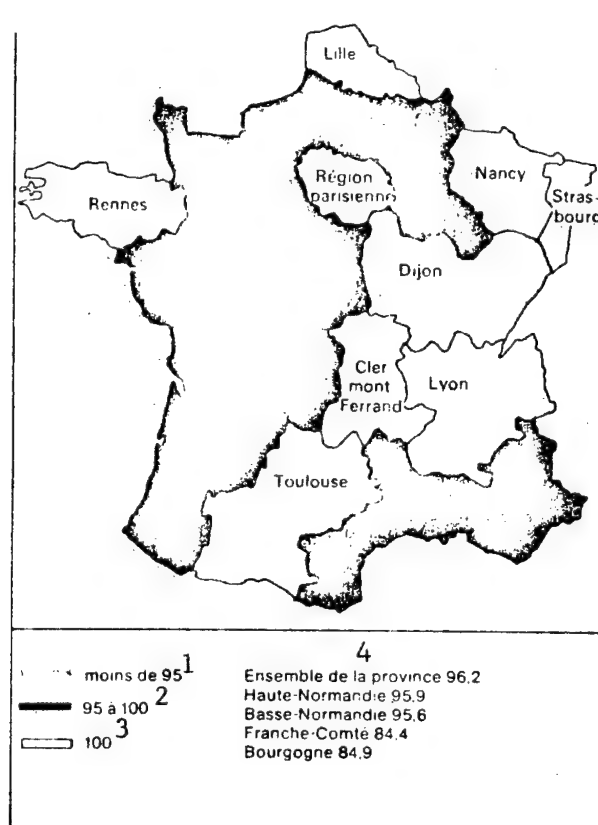 Lille
Région
parisienne
Nancy
Stras-
bourg
Rennes
Dijon
Cler
mont
Ferrand
Lyon
Toulouse
4
moins de 95 1
95 à 100 2
100 3
Ensemble de la province 96,2
Haute-Normandie 95,9
Basse-Normandie 95,6
Franche-Comté 84,4
Bourgogne 84,9